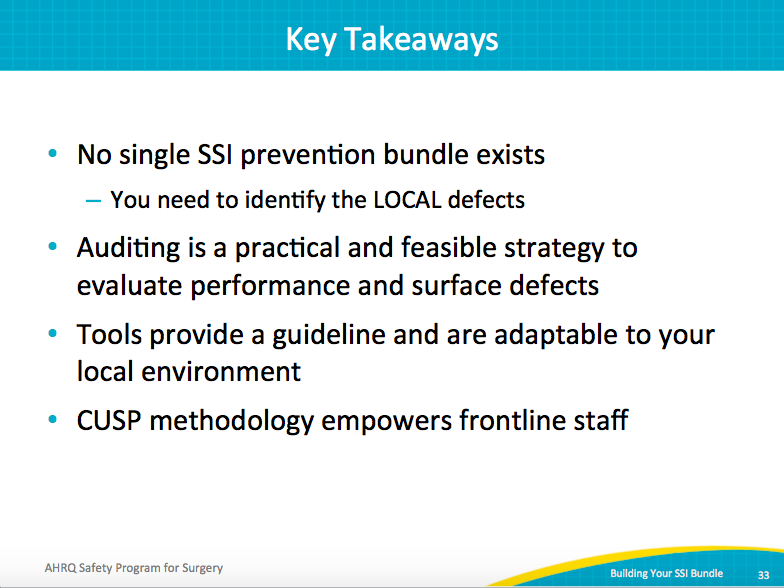 Key Takeaways
• No single SSI prevention bundle exists
– You need to identify the LOCAL defects
• Auditing is a practical and feasible strategy to
evaluate performance and surface defects
• Tools provide a guideline and are adaptable to your
local environment
• CUSP methodology empowers frontline staff
AHRQ Safety Program for Surgery
Building Your SSI Bundle
33